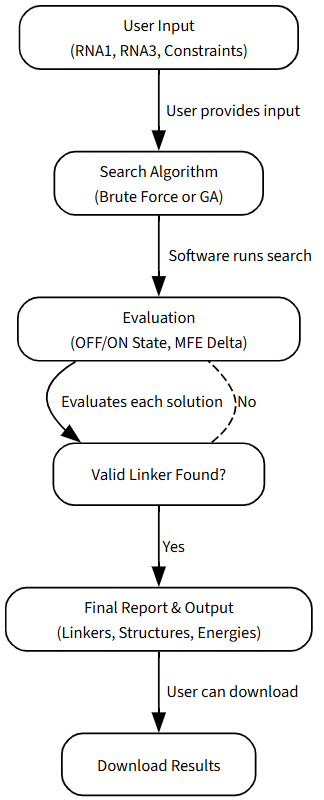 User Input
(RNA1, RNA3, Constraints)
User provides input
Search Algorithm
(Brute Force or GA)
Software runs search
Evaluation
(OFF/ON State, MFE Delta)
Evaluates each solution
No
Valid Linker Found?
Yes
Final Report & Output
(Linkers, Structures, Energies)
User can download
Download Results